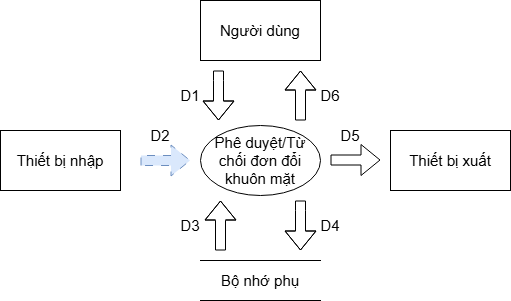 Người dùng
D1
D6
Thiết bị nhập
D2
Phê duyệt/Từ
chối đơn đổi
khuôn mặt
D5
Thiết bị xuất
D3
D4
Bộ nhớ phụ